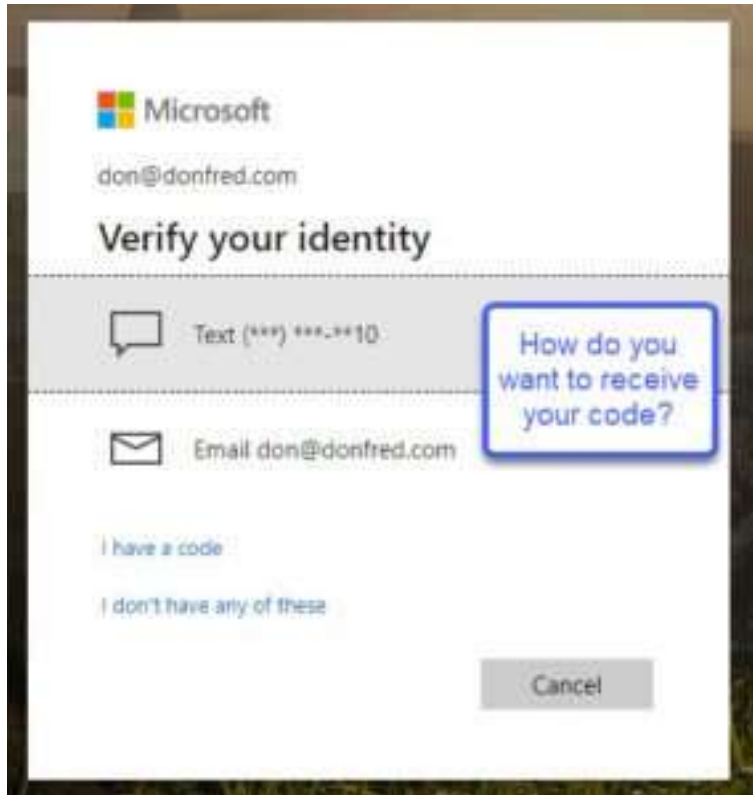 Microsoft
don@donfred.com
Verify your identity
Text (***) ***-**10
How do you
want to receive
your code?
Email don@donfred.com
I have a code
I don't have any of these
Cancel